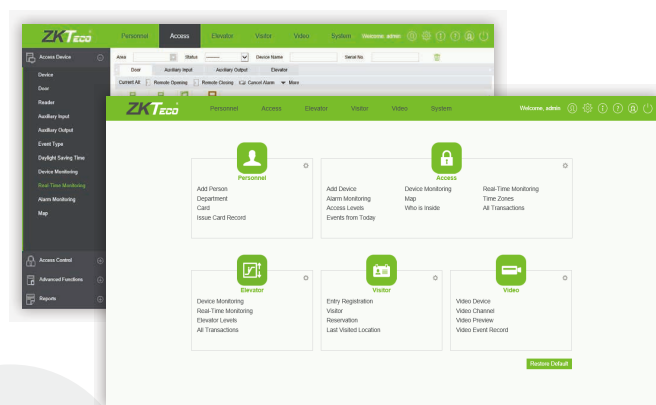 ZKTeco
Personnel Access Elevator Visitor Video System Welcome, admin
Access Device
Area Status Device Name Serial No.
Door Auxiliary Input Auxiliary Output Elevator
Current All Remote Opening Remote Closing Cancel Alarm More
Device
Door
Reader
Auxiliary Input
Auxiliary Output
Event Type
Daylight Saving Time
Device Monitoring
Real-Time Monitoring
Alarm Monitoring
Map
Access Control
Advanced Functions
Reports
ZKTeco
Personnel Access Elevator Visitor Video System Welcome, admin
Personnel
Add Person
Department
Card
Issue Card Record
Access
Add Device Device Monitoring Real-Time Monitoring
Alarm Monitoring Map Time Zones
Access Levels Who is Inside All Transactions
Events from Today
Elevator
Device Monitoring
Real-Time Monitoring
Elevator Levels
All Transactions
Visitor
Entry Registration
Visitor
Reservation
Last Visited Location
Video
Video Device
Video Channel
Video Preview
Video Event Record
Restore Default